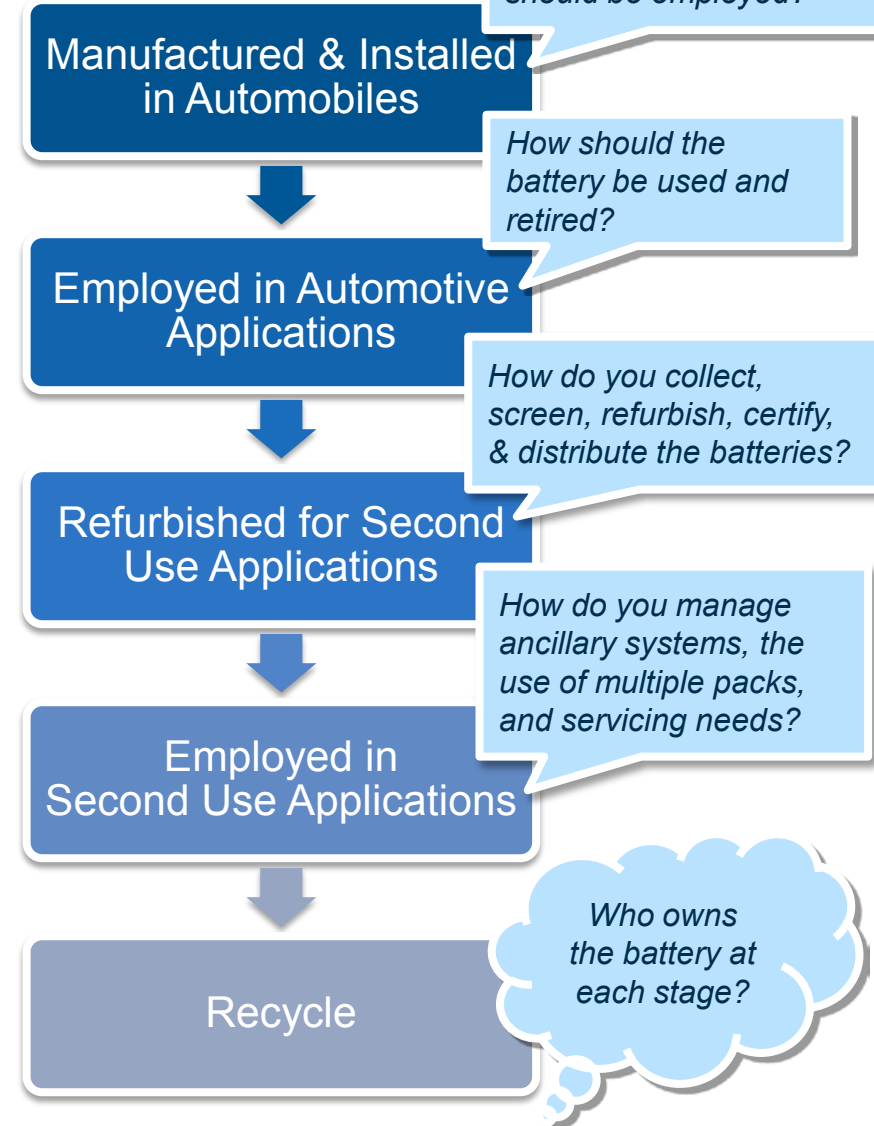 should be employed?
Manufactured & Installed
in Automobiles
How should the
battery be used and
retired?
Employed in Automotive
Applications
How do you collect,
screen, refurbish, certify,
& distribute the batteries?
Refurbished for Second
Use Applications
How do you manage
ancillary systems, the
use of multiple packs,
and servicing needs?
Employed in
Second Use Applications
Who owns
the battery at
each stage?
Recycle